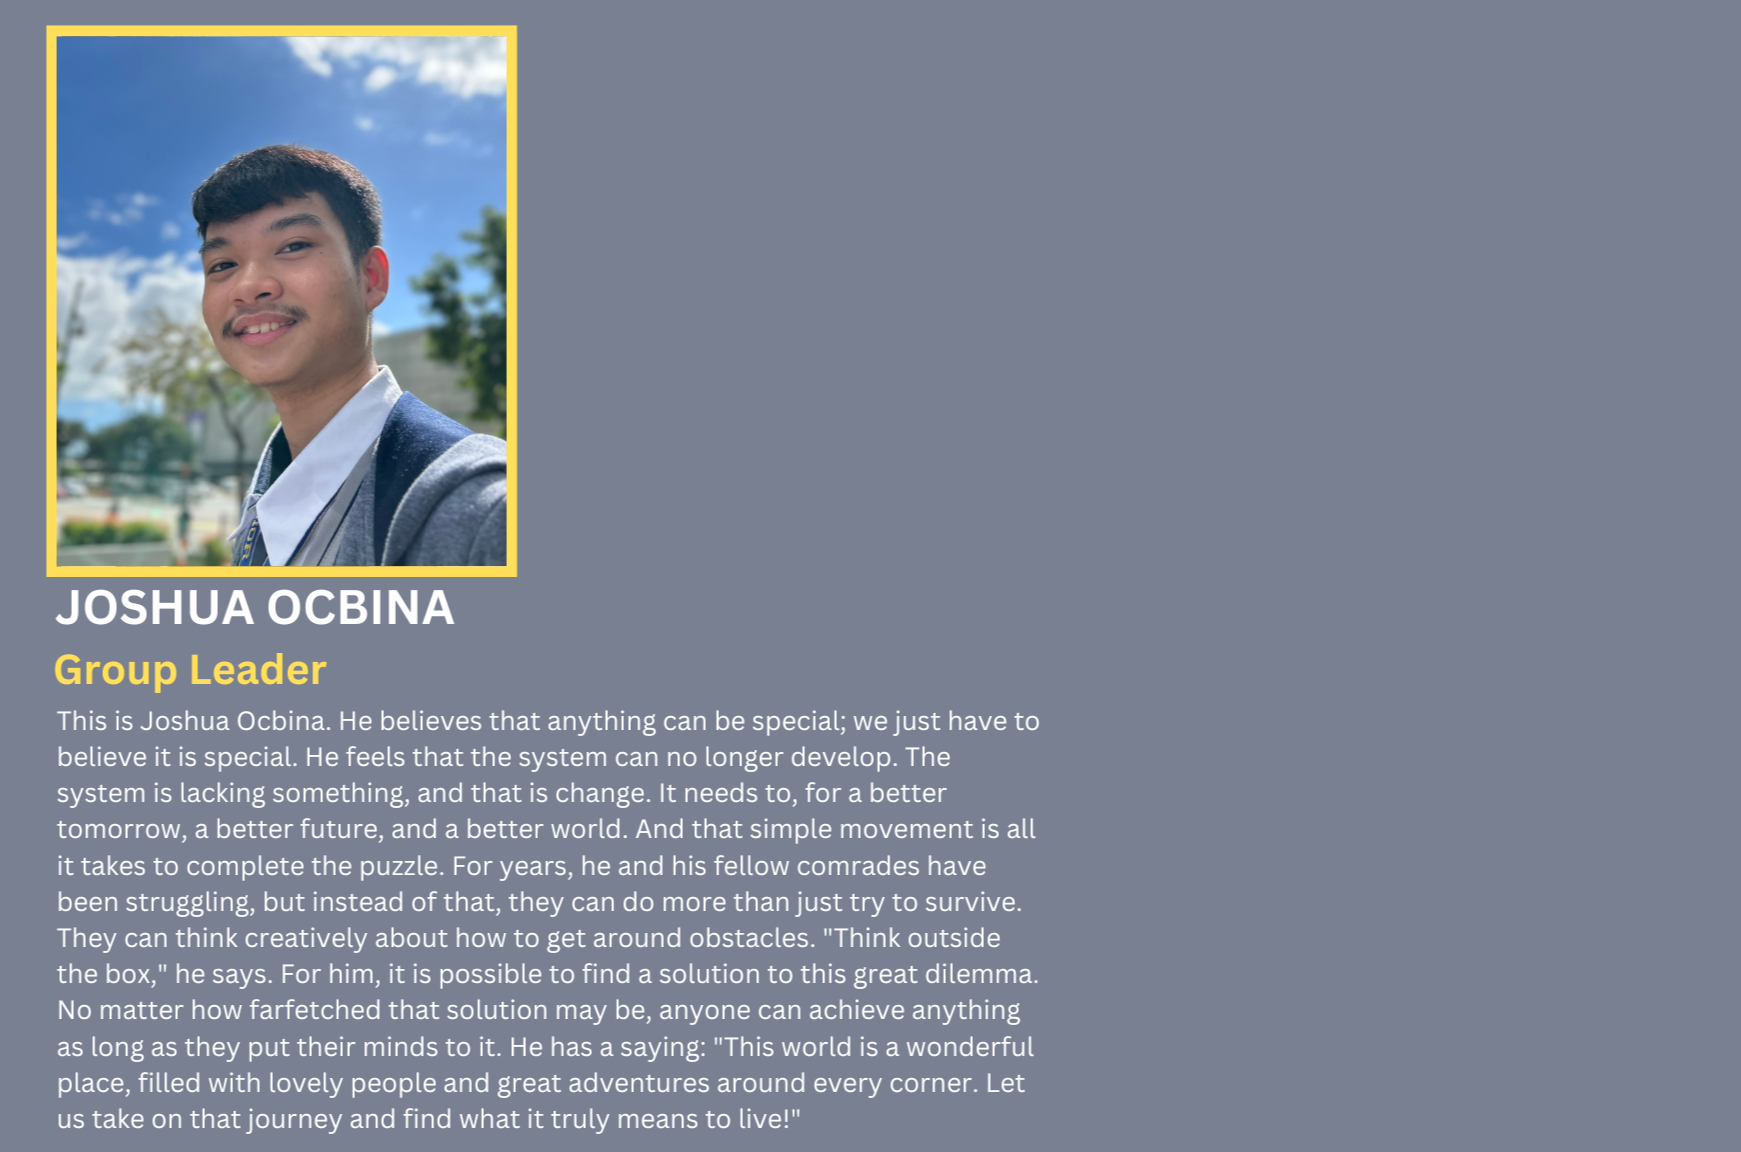 JOSHUA OCBINA
Group Leader
This is Joshua Ocbina. He believes that anything can be special; we just have to
believe it is special. He feels that the system can no longer develop. The
system is lacking something, and that is change. It needs to, for a better
tomorrow, a better future, and a better world. And that simple movement is all
it takes to complete the puzzle. For years, he and his fellow comrades have
been struggling, but instead of that, they can do more than just try to survive.
They can think creatively about how to get around obstacles. "Think outside
the box," he says. For him, it is possible to find a solution to this great dilemma.
No matter how farfetched that solution may be, anyone can achieve anything
as long as they put their minds to it. He has a saying: "This world is a wonderful
place, filled with lovely people and great adventures around every corner. Let
us take on that journey and find what it truly means to live!"